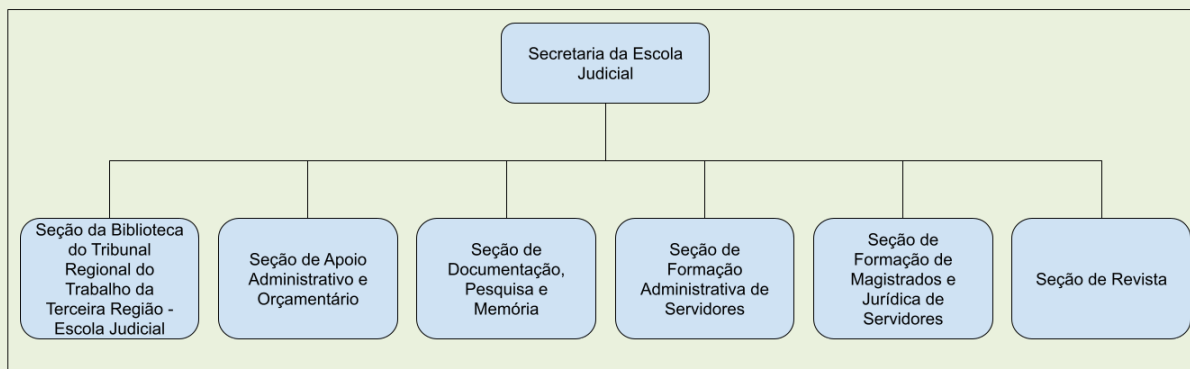 Secretaria da Escola
Judicial
Seção da Biblioteca
do Tribunal
Regional do
Trabalho da
Terceira Região -
Escola Judicial
Seção de Apoio
Administrativo e
Orçamentário
Seção de
Documentação,
Pesquisa e
Memória
Seção de
Formação
Administrativa de
Servidores
Seção de
Formação de
Magistrados e
Jurídica de
Servidores
Seção de Revista